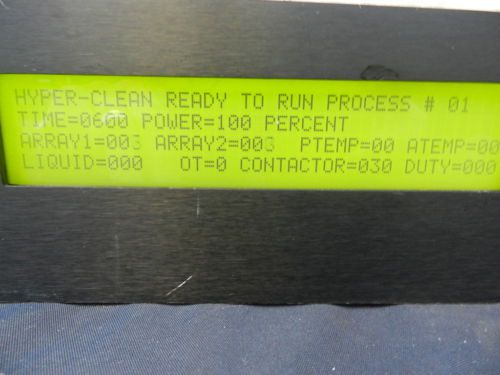 HYPER-CLEAN READY TO RUN PROCESS # 01
TIME=0600 POWER=100 PERCENT
ARRAY1=003 ARRAY2=003 PTEMP=00 ATEMP=00
LIQUID=000 OT=0 CONTACTOR=030 DUTY=000